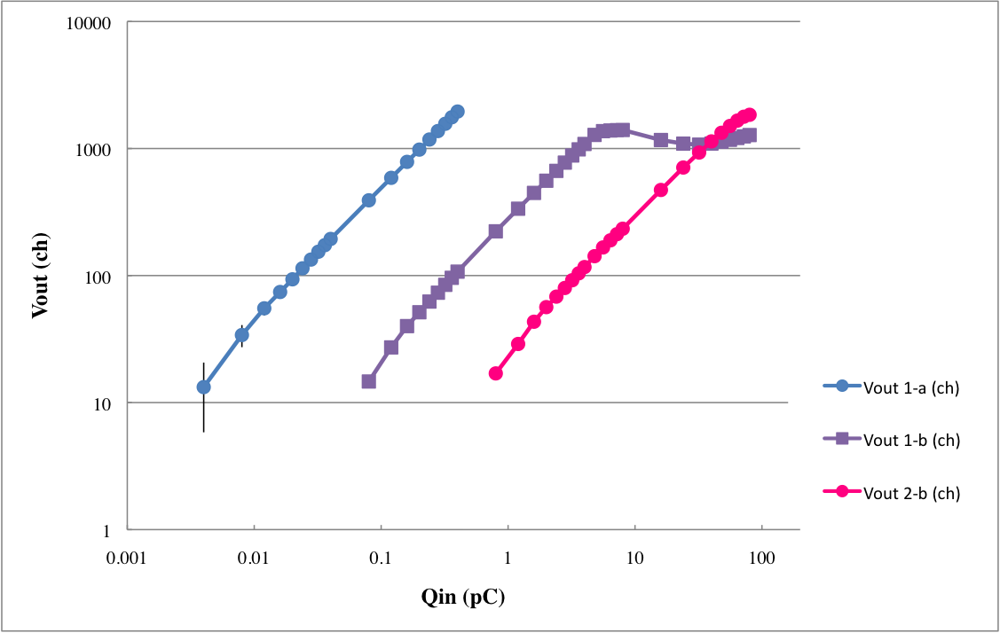 10000
1000
100
10
1
Vout (ch)
0.001
0.01
0.1
1
10
100
Qin (pC)
Vout 1-a (ch)
Vout 1-b (ch)
Vout 2-b (ch)